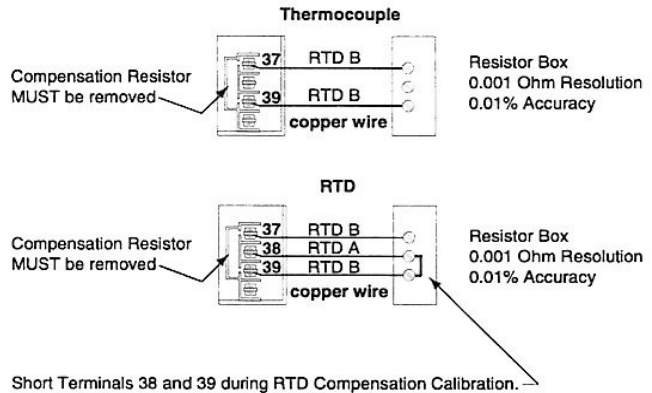 Thermocouple
Compensation Resistor
MUST be removed
37 RTD B
39 RTD B
copper wire
Resistor Box
0.001 Ohm Resolution
0.01% Accuracy
RTD
Compensation Resistor
MUST be removed
37 RTD B
38 RTD A
39 RTD B
copper wire
Resistor Box
0.001 Ohm Resolution
0.01% Accuracy
Short Terminals 38 and 39 during RTD Compensation Calibration.